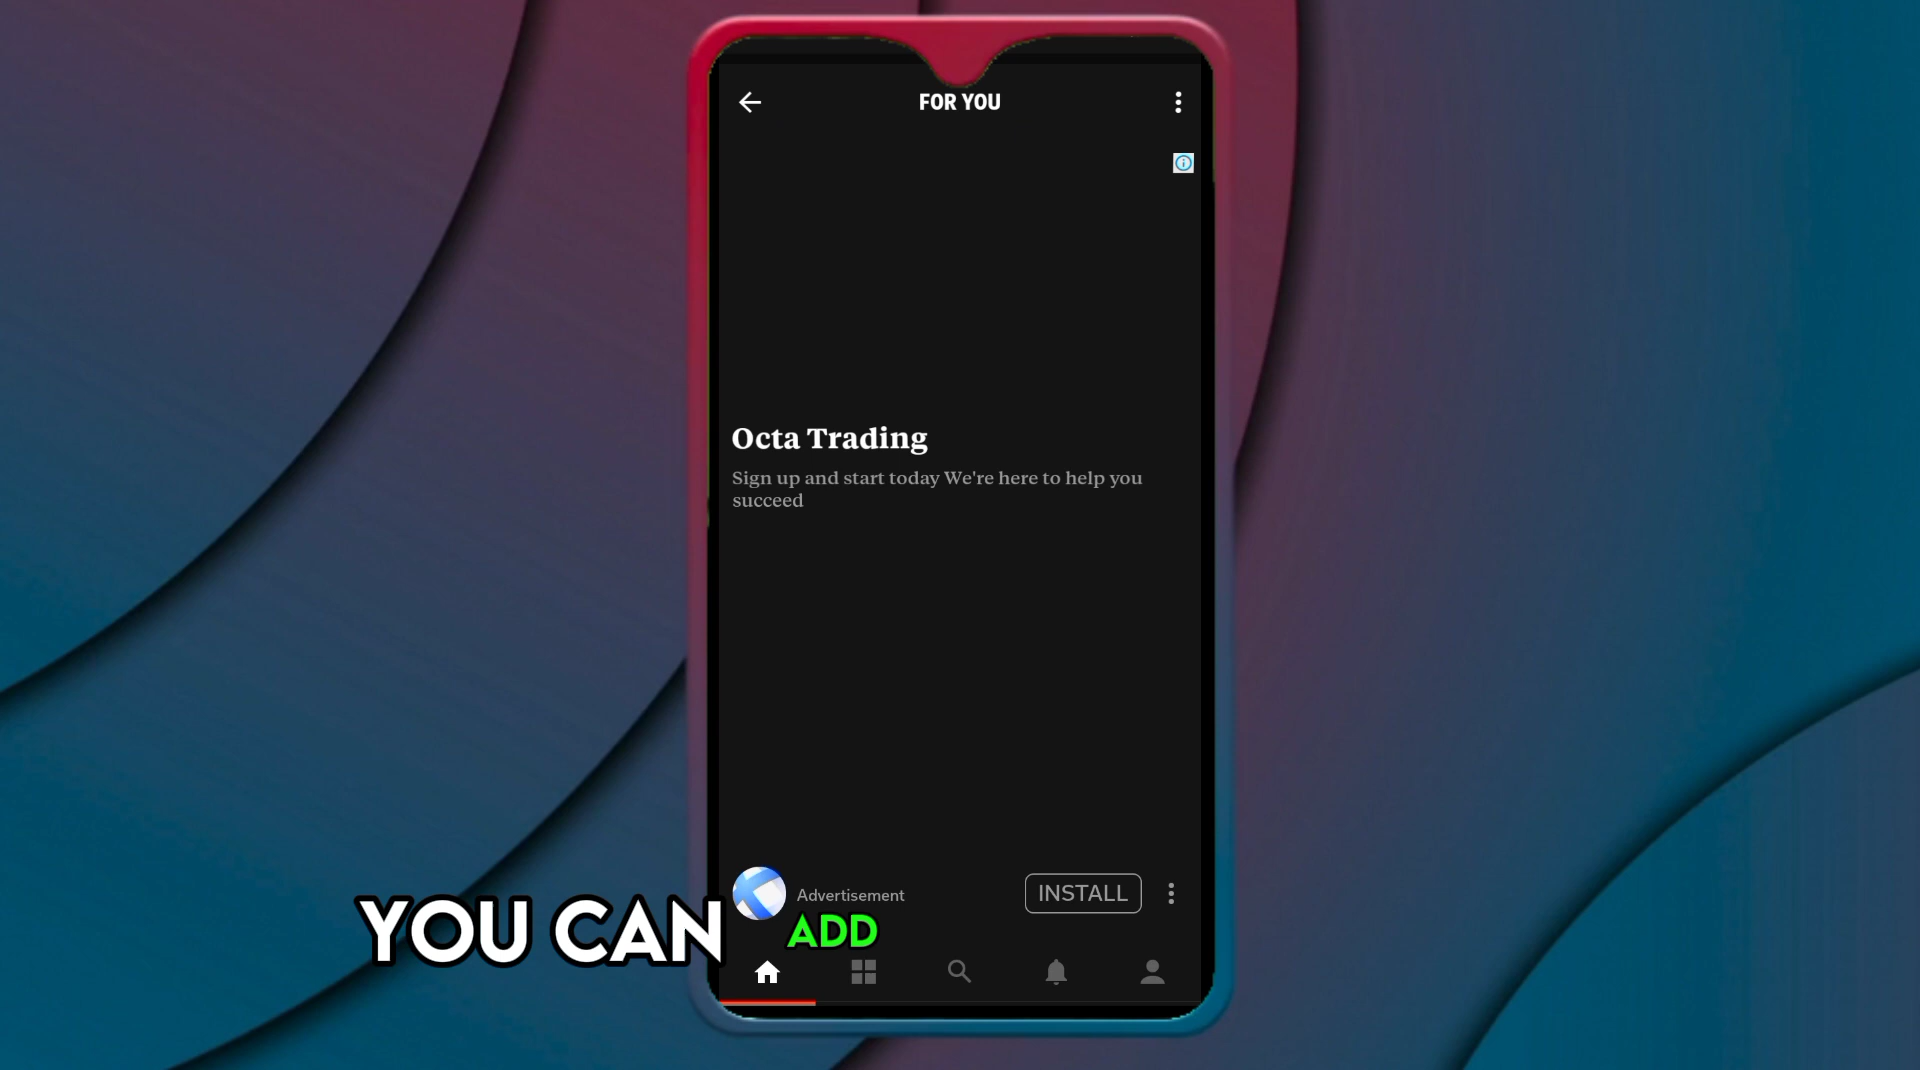 FOR YOU
Octa Trading
Sign up and start today We're here to help you
succeed
Advertisement
INSTALL
YOU CAN ADD